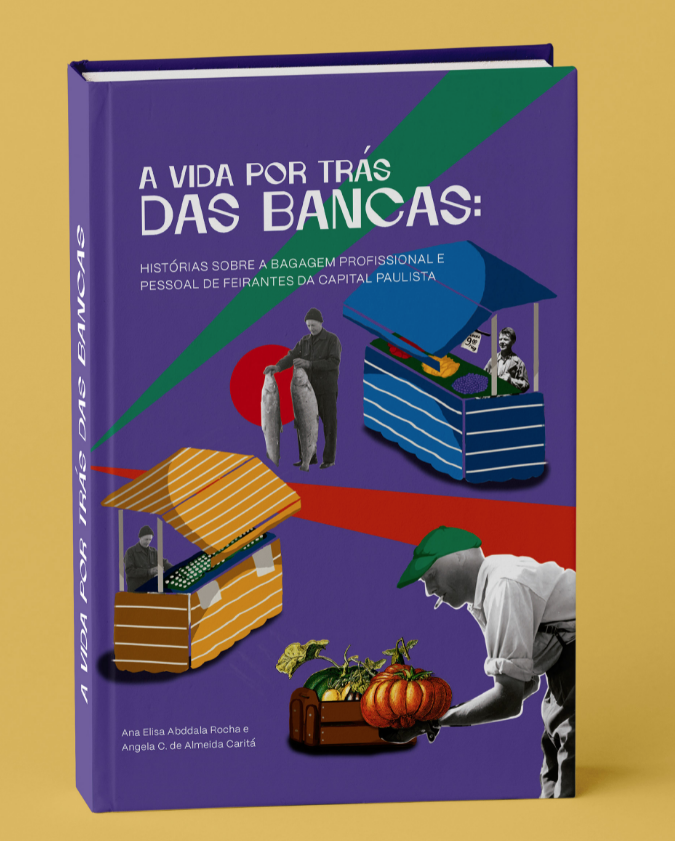 A VIDA POR TRÁS
DAS BANCAS:
HISTÓRIAS SOBRE A BAGAGEM PROFISSIONAL E
PESSOAL DE FEIRANTES DA CAPITAL PAULISTA
Ana Elisa Abddala Rocha e
Angela C. de Almeida Caritá
A VIDA POR TRÁS DAS BANCAS